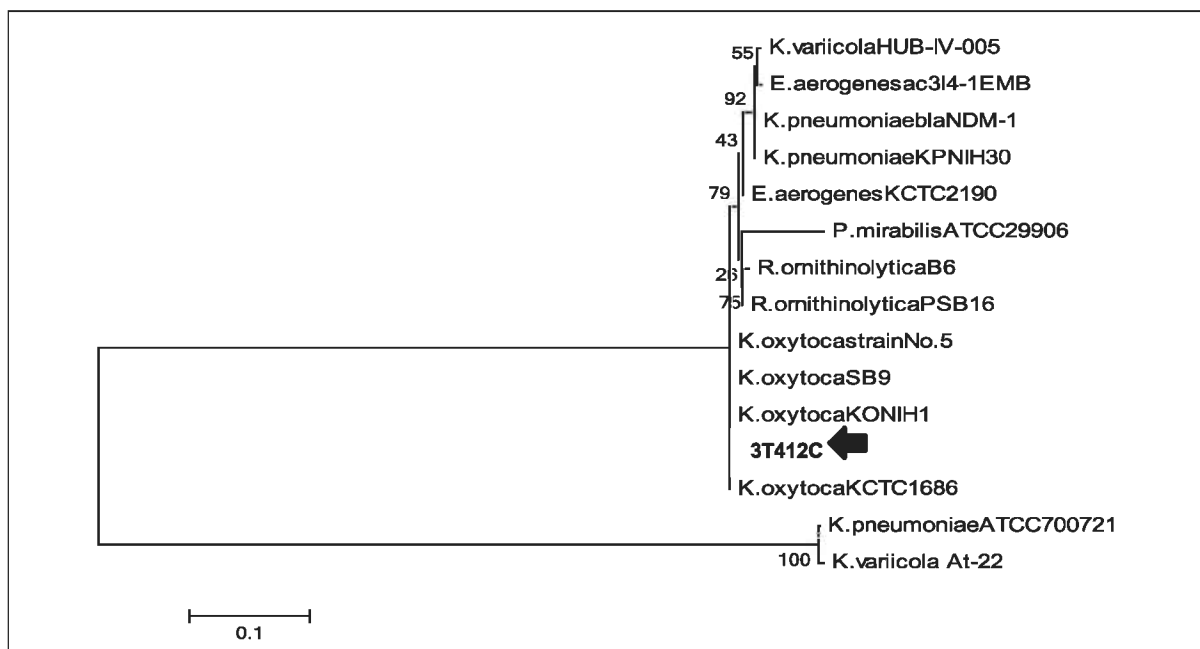 55
K.variicolaHUB-IV-005
E.aerogenesac3I4-1EMB
92
K.pneumoniaeblaNDM-1
43
K.pneumoniaeKPNIH30
79
E.aerogenesKCTC2190
P.mirabilisATCC29906
26
R.ornithinolyticaB6
75
R.ornithinolyticaPSB16
K.oxytocastrainNo.5
K.oxytocaSB9
K.oxytocaKONIH1
3T412C
K.oxytocaKCTC1686
K.pneumoniaeATCC700721
100
K.variicola At-22
0.1